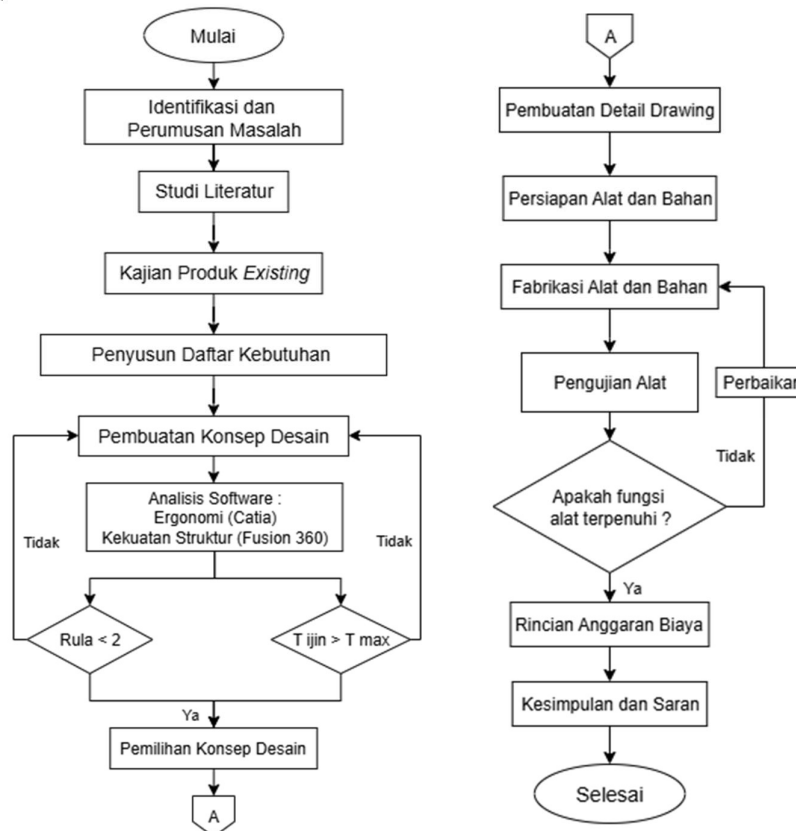 Mulai
Identifikasi dan
Perumusan Masalah
Studi Literatur
Kajian Produk Existing
Penyusun Daftar Kebutuhan
Pembuatan Konsep Desain
Analisis Software :
Ergonomi (Catia)
Kekuatan Struktur (Fusion 360)
Tidak
Tidak
Rula < 2
T ijin > T max
Ya
Pemilihan Konsep Desain
A
A
Pembuatan Detail Drawing
Persiapan Alat dan Bahan
Fabrikasi Alat dan Bahan
Pengujian Alat
Perbaikan
Tidak
Apakah fungsi
alat terpenuhi ?
Ya
Rincian Anggaran Biaya
Kesimpulan dan Saran
Selesai